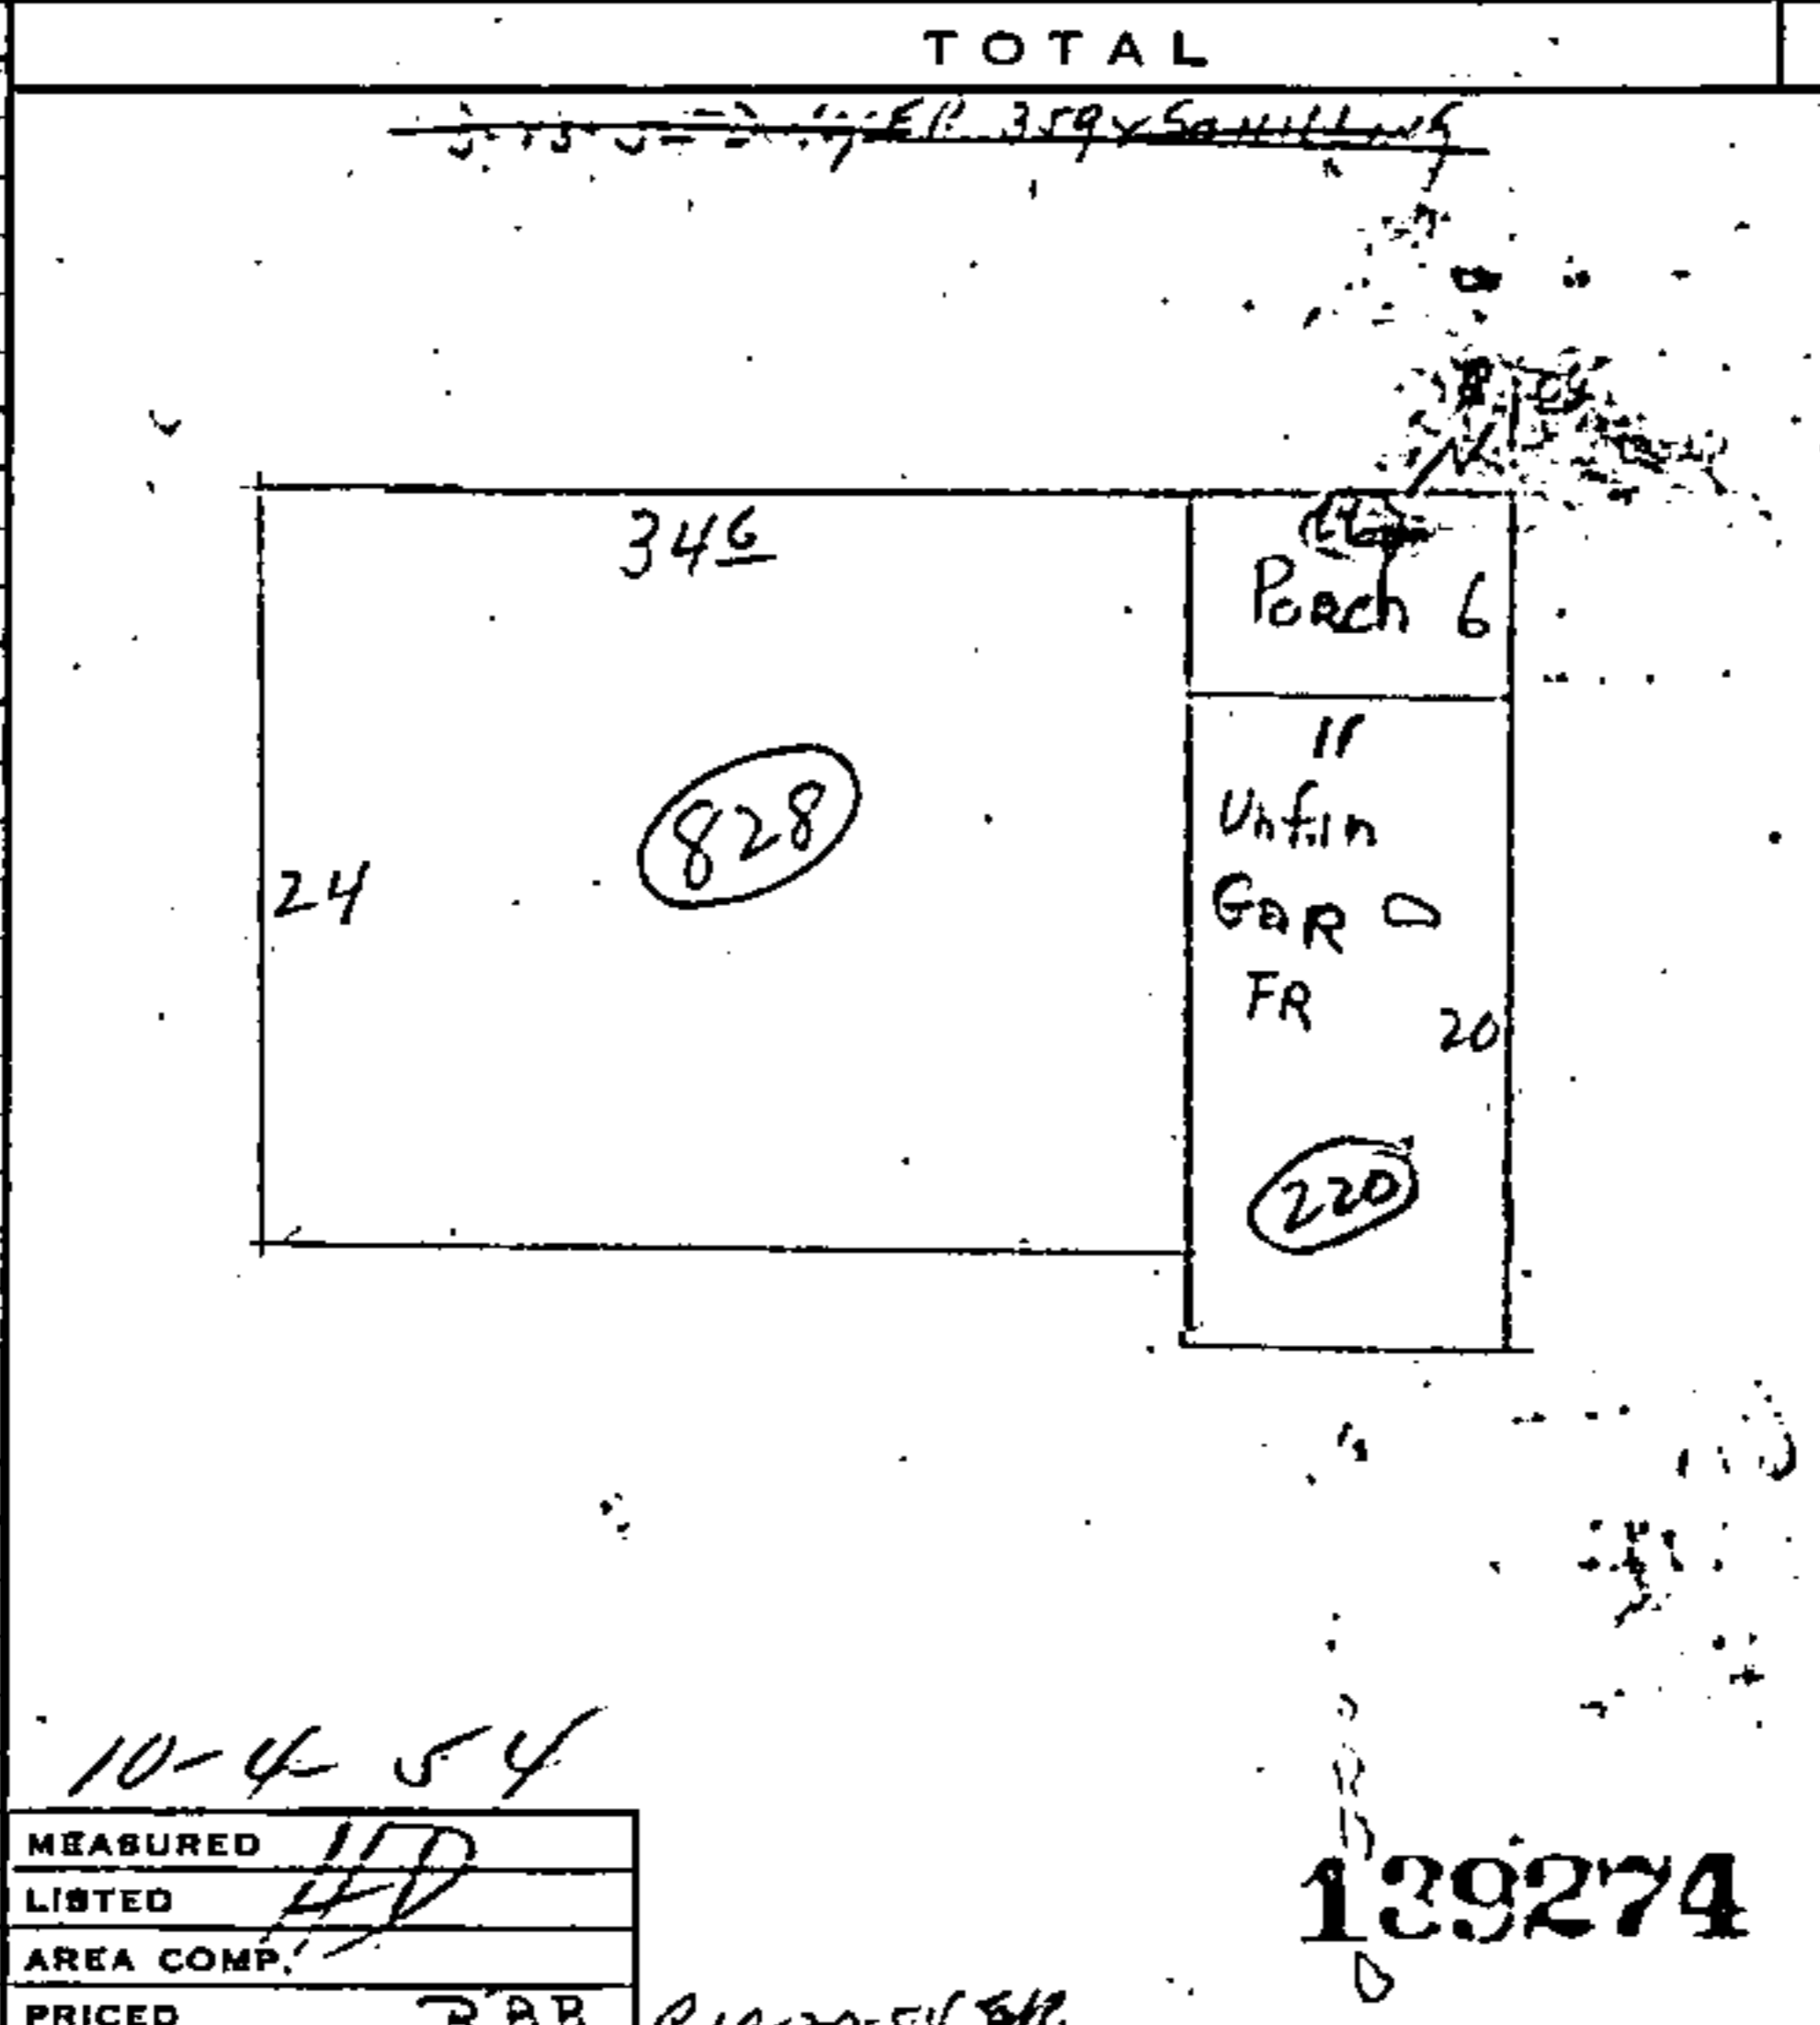 TOTAL
34 6
Porch 6
11
24
828
Unfin
GaR
FR
20
220
10-4-54
MEASURED
LISTED
AREA COMP.
PRICED
139274